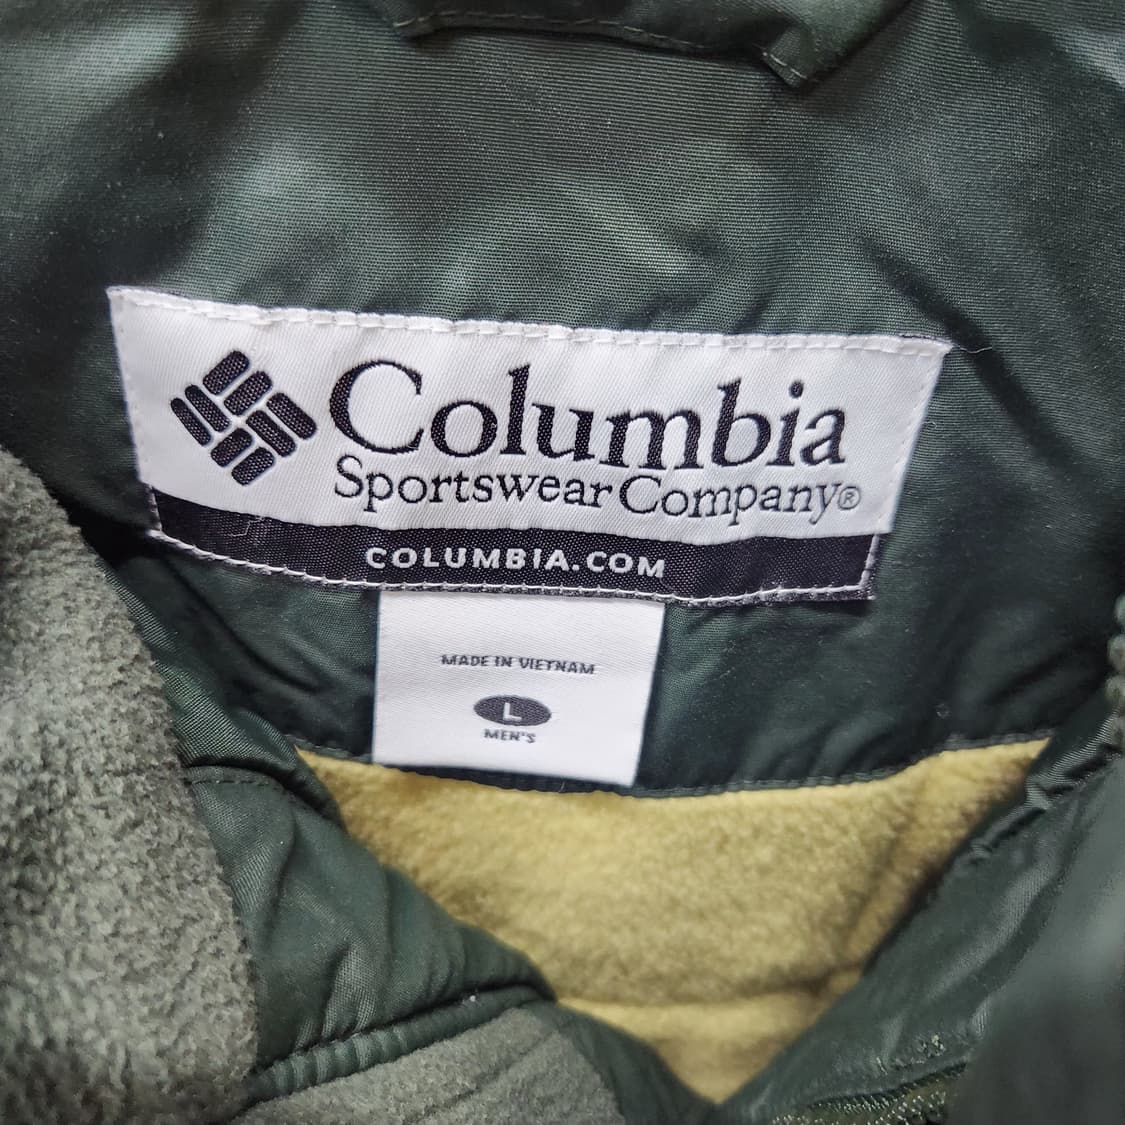 Columbia
Sportswear Company®
COLUMBIA.COM
MADE IN VIETNAM
L
MEN'S